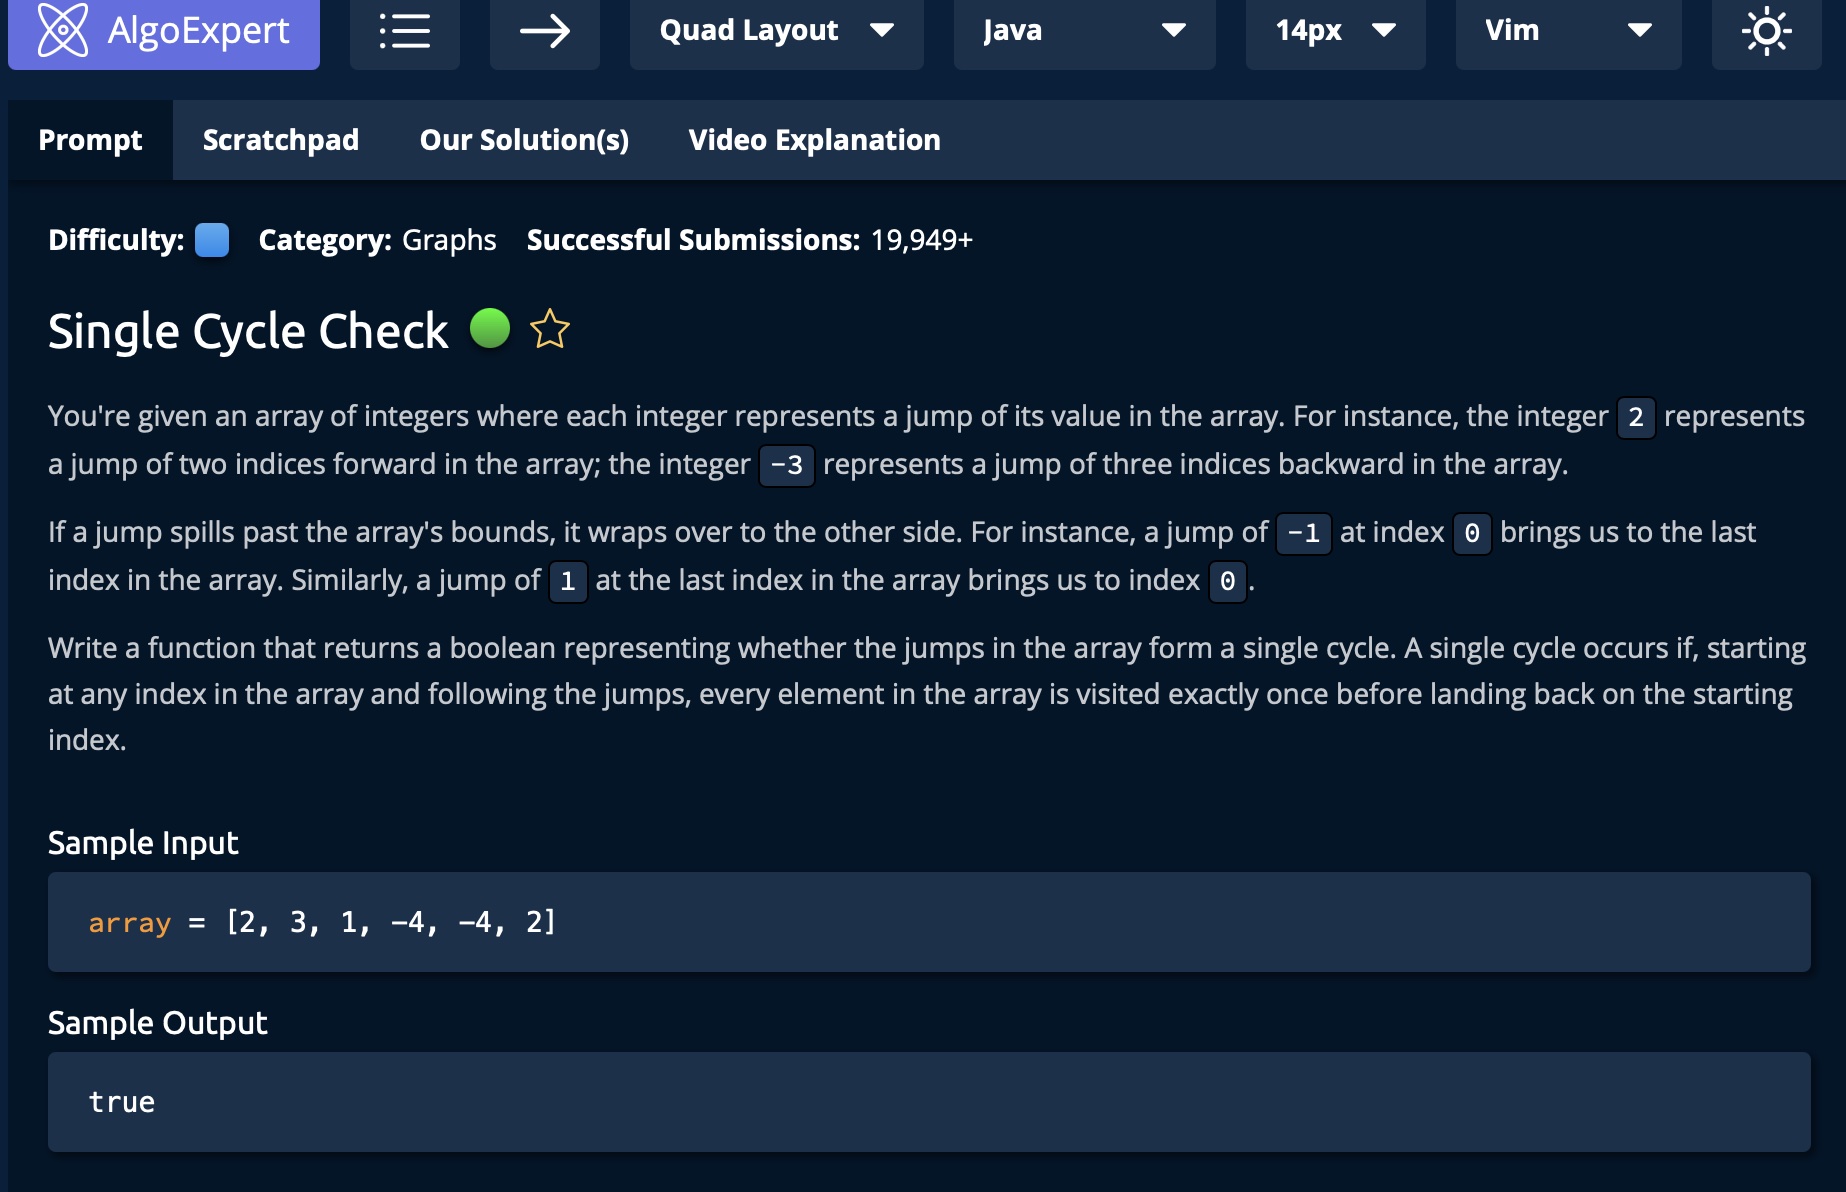 AlgoExpert Quad Layout Java 14px Vim
Prompt Scratchpad Our Solution(s) Video Explanation
Difficulty: Category: Graphs Successful Submissions: 19,949+
Single Cycle Check
You're given an array of integers where each integer represents a jump of its value in the array. For instance, the integer 2 represents
a jump of two indices forward in the array; the integer -3 represents a jump of three indices backward in the array.
If a jump spills past the array's bounds, it wraps over to the other side. For instance, a jump of -1 at index 0 brings us to the last
index in the array. Similarly, a jump of 1 at the last index in the array brings us to index 0.
Write a function that returns a boolean representing whether the jumps in the array form a single cycle. A single cycle occurs if, starting
at any index in the array and following the jumps, every element in the array is visited exactly once before landing back on the starting
index.
Sample Input
array = [2, 3, 1, -4, -4, 2]
Sample Output
true